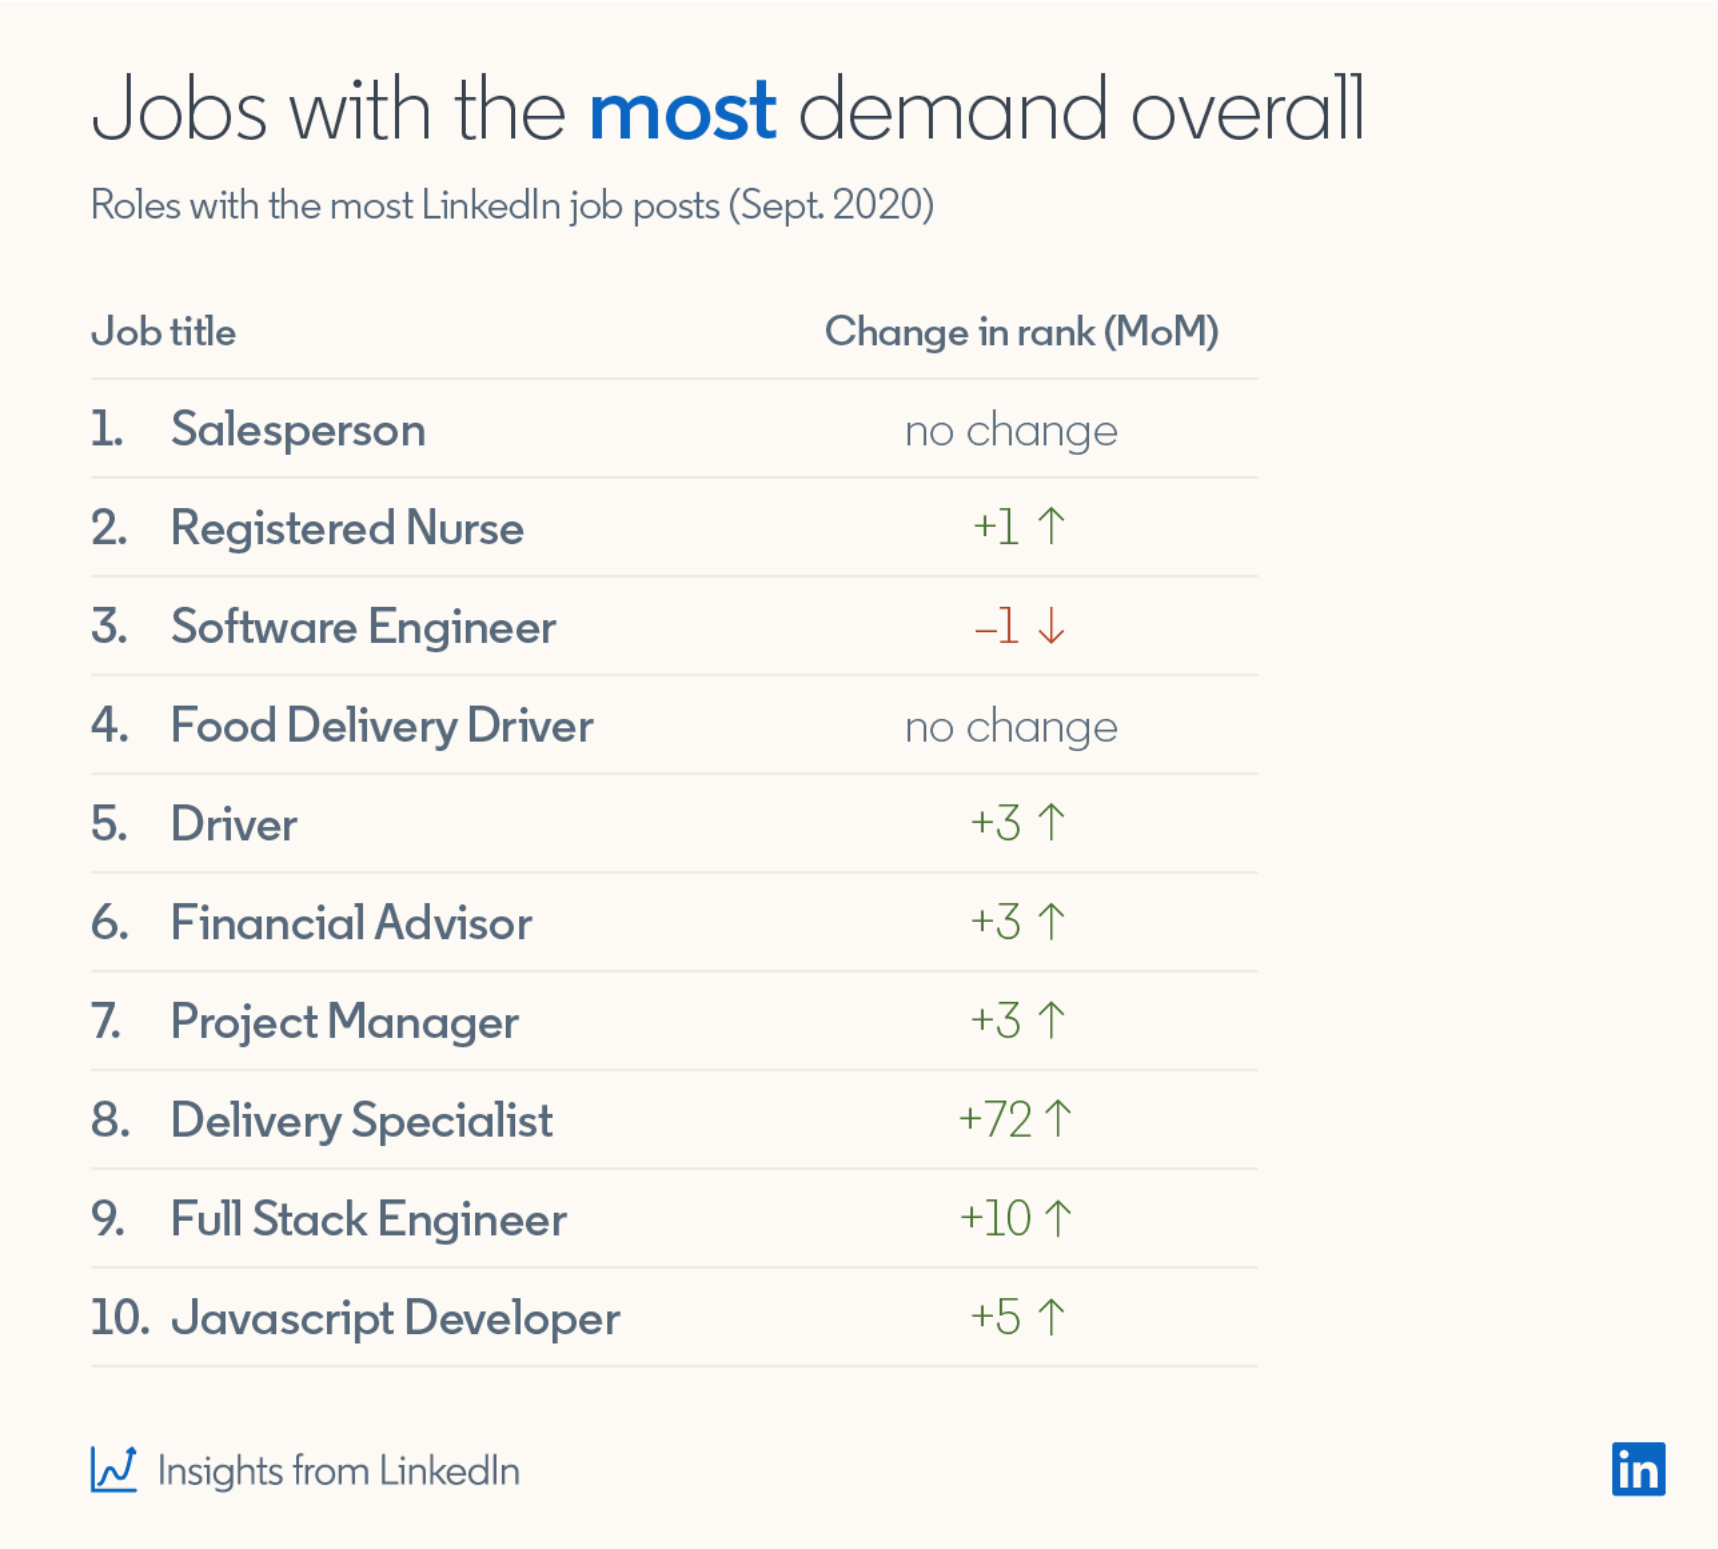 Jobs with the most demand overall
Roles with the most LinkedIn job posts (Sept. 2020)
Job title Change in rank (MoM)
1. Salesperson no change
2. Registered Nurse +1 ↑
3. Software Engineer –1 ↓
4. Food Delivery Driver no change
5. Driver +3 ↑
6. Financial Advisor +3 ↑
7. Project Manager +3 ↑
8. Delivery Specialist +72 ↑
9. Full Stack Engineer +10 ↑
10. Javascript Developer +5 ↑
Insights from LinkedIn in